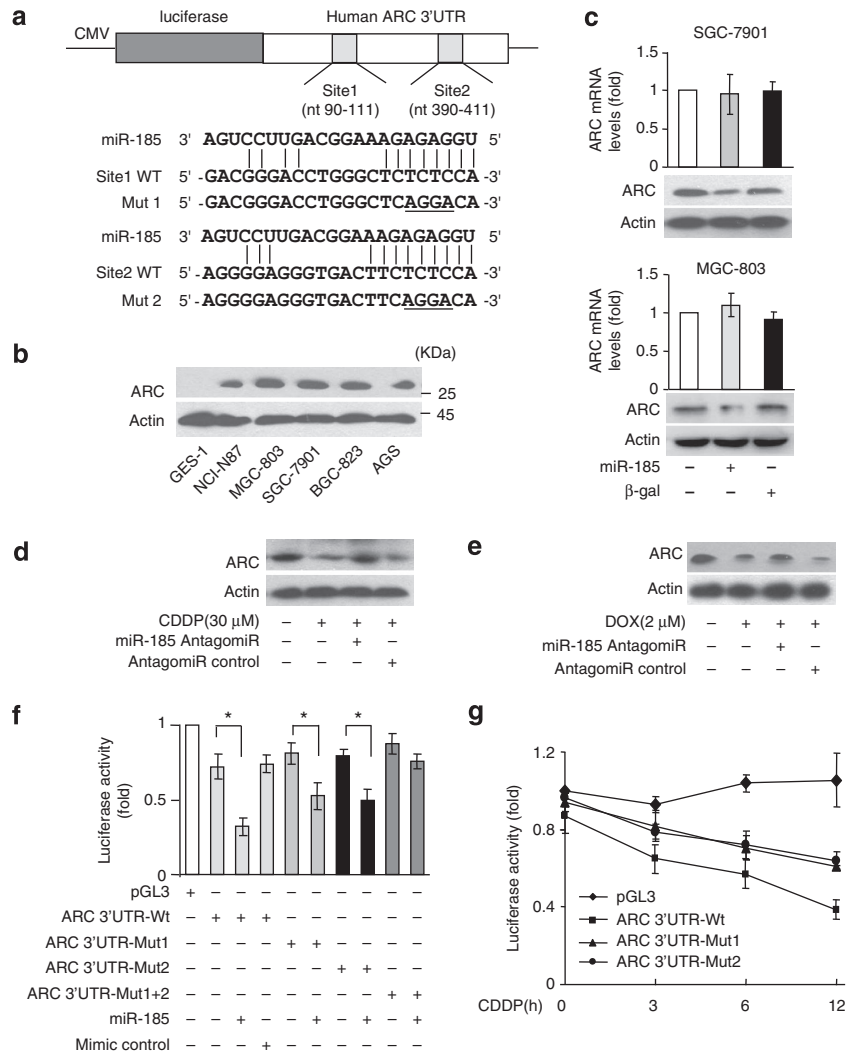 a
luciferase
Human ARC 3'UTR
CMV
Site1
(nt 90-111)
Site2
(nt 390-411)
miR-185 3' AGUCCUUGACGGAAAGAGAGGU 5'
Site1 WT 5' -GACGGGACCTGGGCTCTCTCCA -3'
Mut 1 5' -GACGGGACCTGGGCTCAGGACA -3'
miR-185 3' AGUCCUUGACGGAAAGAGAGGU 5'
Site2 WT 5' -AGGGGAGGGTGACTTCTCTCCA -3'
Mut 2 5' -AGGGGAGGGTGACTTCAGGACA -3'
b
(KDa)
ARC
25
Actin
45
GES-1
NCI-N87
MGC-803
SGC-7901
BGC-823
AGS
c
SGC-7901
ARC mRNA
levels (fold)
1.5
1
0.5
0
ARC
Actin
MGC-803
ARC mRNA
levels (fold)
1.5
1
0.5
0
ARC
Actin
miR-185 – + –
β-gal – – +
d
ARC
Actin
CDDP(30 μM) – + + +
miR-185 AntagomiR – – + –
AntagomiR control – – – +
e
ARC
Actin
DOX(2 μM) – + + +
miR-185 AntagomiR – – + –
AntagomiR control – – – +
f
Luciferase activity
(fold)
1
0.5
0
* * *
pGL3 + – – – – – – – – –
ARC 3'UTR-Wt – + + + – – – – – –
ARC 3'UTR-Mut1 – – – – + + – – – –
ARC 3'UTR-Mut2 – – – – – – + + – –
ARC 3'UTR-Mut1+2 – – – – – – – – + +
miR-185 – – + – – + – + – +
Mimic control – – – + – – – – – –
g
Luciferase activity (fold)
1.2
0.8
0.4
0
pGL3
ARC 3'UTR-Wt
ARC 3'UTR-Mut1
ARC 3'UTR-Mut2
CDDP(h) 0 3 6 12